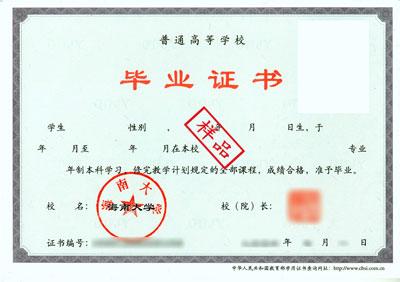 普通高等学校
毕业证书
学生 性别 , 年 月 日生,于
样品
年 月至 年 月在本校 专业
年制本科学习,修完教学计划规定的全部课程,成绩合格,准予毕业。
海南大学
校 名: 海南大学 校(院)长:
证书编号: 年 月 日
中华人民共和国教育部学历证书查询网址:http://www.chsi.com.cn